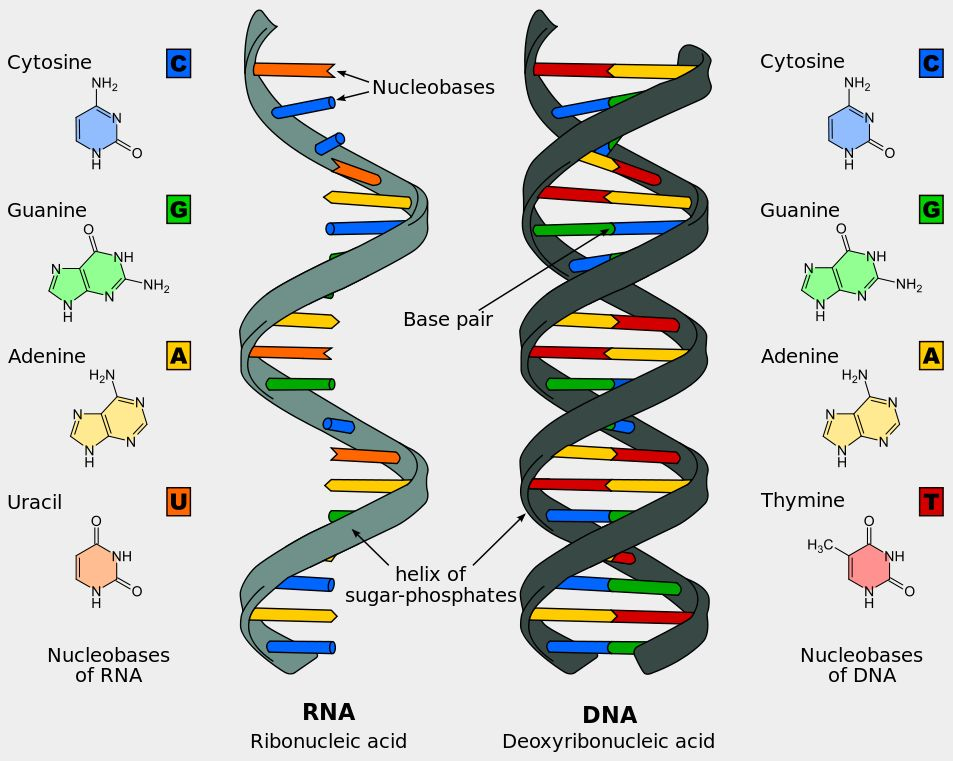 Cytosine
C
NH₂
N
N
H
O
Guanine
G
O
N
NH
N
H
N
NH₂
Adenine
A
H₂N
N
N
N
H
N
Uracil
U
O
NH
N
H
O
Nucleobases
of RNA
Nucleobases
Base pair
helix of
sugar-phosphates
RNA
Ribonucleic acid
DNA
Deoxyribonucleic acid
Cytosine
C
NH₂
N
N
H
O
Guanine
G
O
N
NH
N
H
N
NH₂
Adenine
A
H₂N
N
N
N
H
N
Thymine
T
O
H₃C
NH
N
H
O
Nucleobases
of DNA